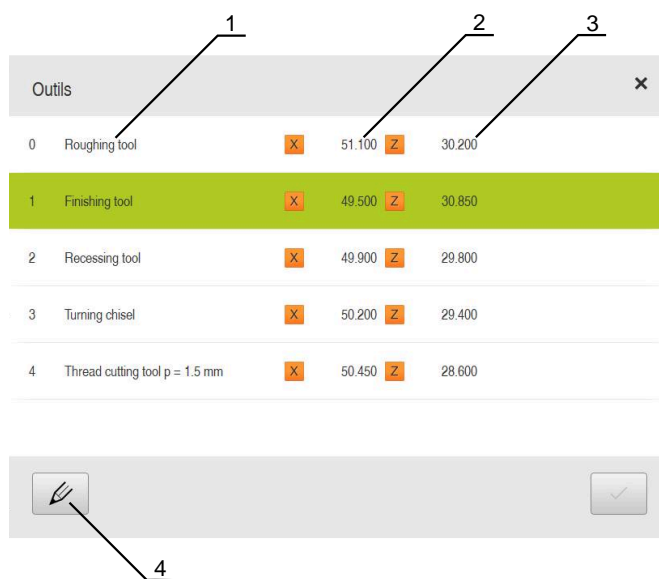 1 2 3
Outils ×
0 Roughing tool X 51.100 Z 30.200
1 Finishing tool X 49.500 Z 30.850
2 Recessing tool X 49.900 Z 29.800
3 Turning chisel X 50.200 Z 29.400
4 Thread cutting tool p = 1.5 mm X 50.450 Z 28.600
4